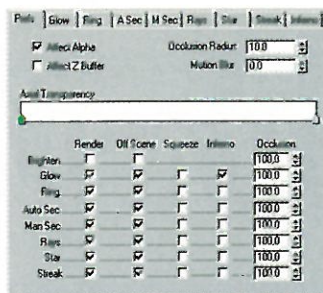 Prefs Glow Ring A Sec M Sec Rays Star Streak Inferno
Affect Alpha Occlusion Radius 10.0
Affect Z Buffer Motion Blur 0.0
Axial Transparency
Render Off Scene Squeeze Inferno Occlusion
Brighten 100.0
Glow 100.0
Ring 100.0
Auto Sec 100.0
Man Sec 100.0
Rays 100.0
Star 100.0
Streak 100.0